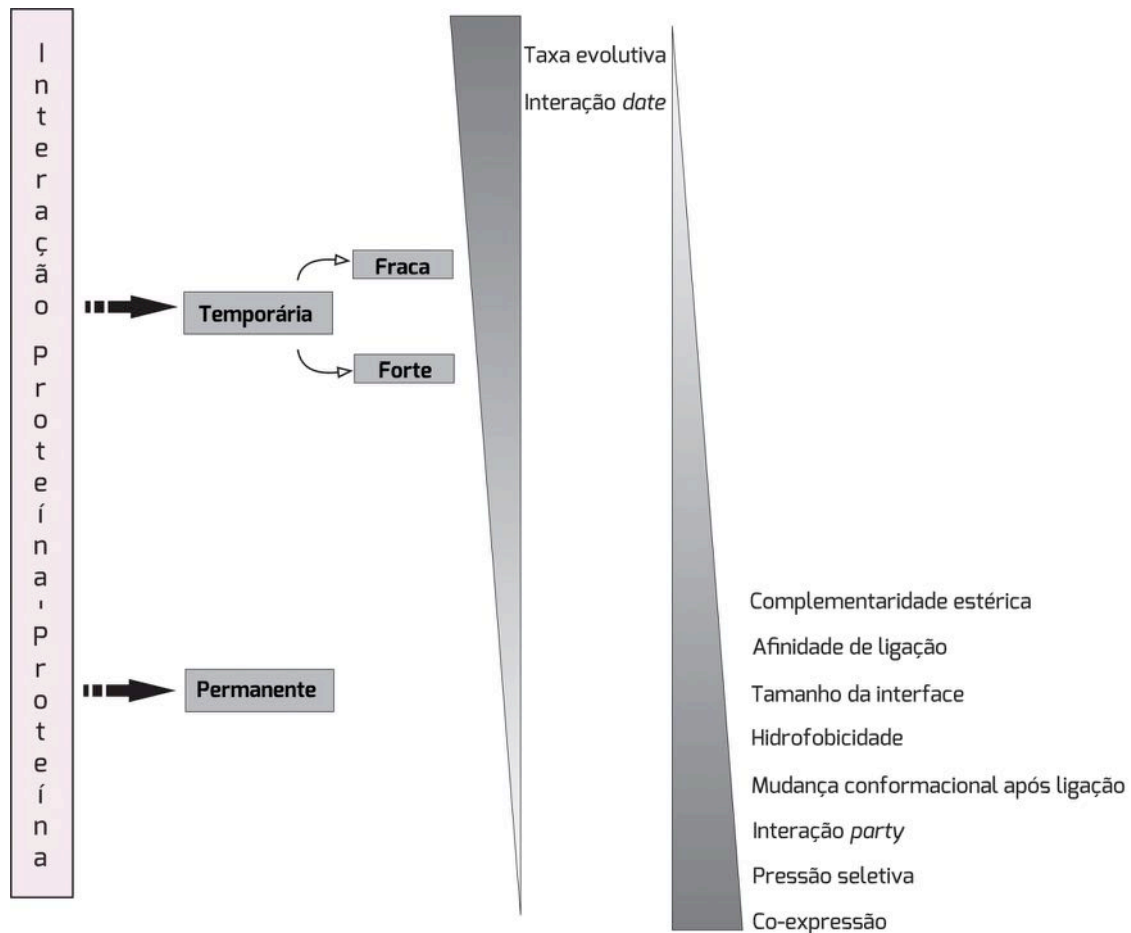 Interação Proteína-Proteína
Taxa evolutiva
Interação date
Fraca
Temporária
Forte
Complementaridade estérica
Afinidade de ligação
Permanente
Tamanho da interface
Hidrofobicidade
Mudança conformacional após ligação
Interação party
Pressão seletiva
Co-expressão